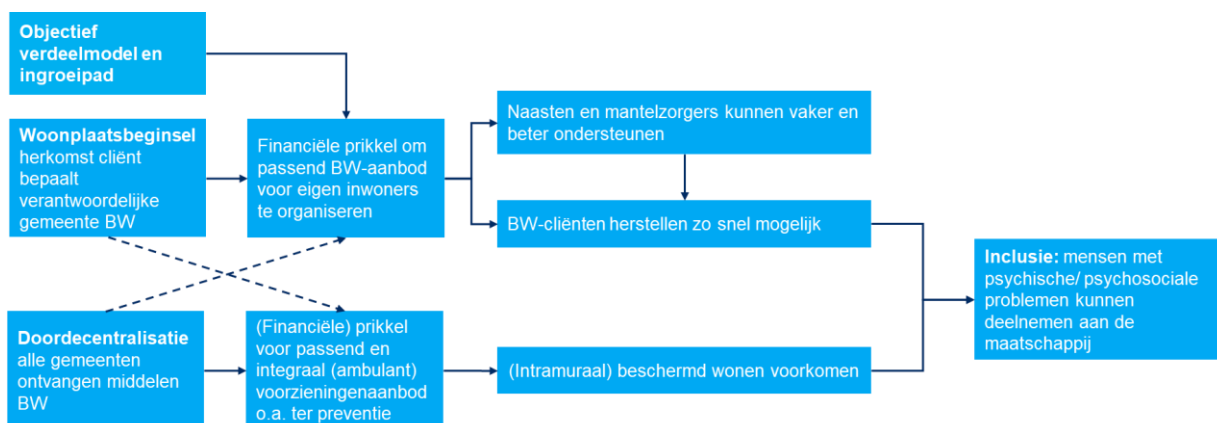 Objectief
verdeelmodel en
ingroeipad
Woonplaatsbeginsel
herkomst cliënt
bepaalt
verantwoordelijke
gemeente BW
Doordecentralisatie
alle gemeenten
ontvangen middelen
BW
Financiële prikkel om
passend BW-aanbod
voor eigen inwoners
te organiseren
(Financiële) prikkel
voor passend en
integraal (ambulant)
voorzieningenaanbod
o.a. ter preventie
Naasten en mantelzorgers kunnen vaker en
beter ondersteunen
BW-cliënten herstellen zo snel mogelijk
(Intramuraal) beschermd wonen voorkomen
Inclusie: mensen met
psychische/ psychosociale
problemen kunnen
deelnemen aan de
maatschappij